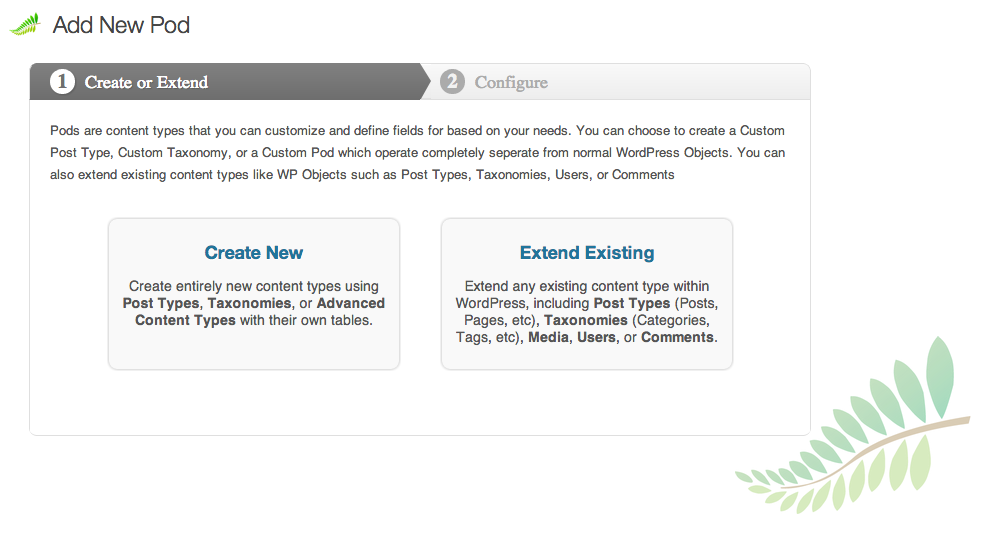 Add New Pod
1 Create or Extend
2 Configure
Pods are content types that you can customize and define fields for based on your needs. You can choose to create a Custom
Post Type, Custom Taxonomy, or a Custom Pod which operate completely seperate from normal WordPress Objects. You can
also extend existing content types like WP Objects such as Post Types, Taxonomies, Users, or Comments
Create New
Create entirely new content types using
Post Types, Taxonomies, or Advanced
Content Types with their own tables.
Extend Existing
Extend any existing content type within
WordPress, including Post Types (Posts,
Pages, etc), Taxonomies (Categories,
Tags, etc), Media, Users, or Comments.